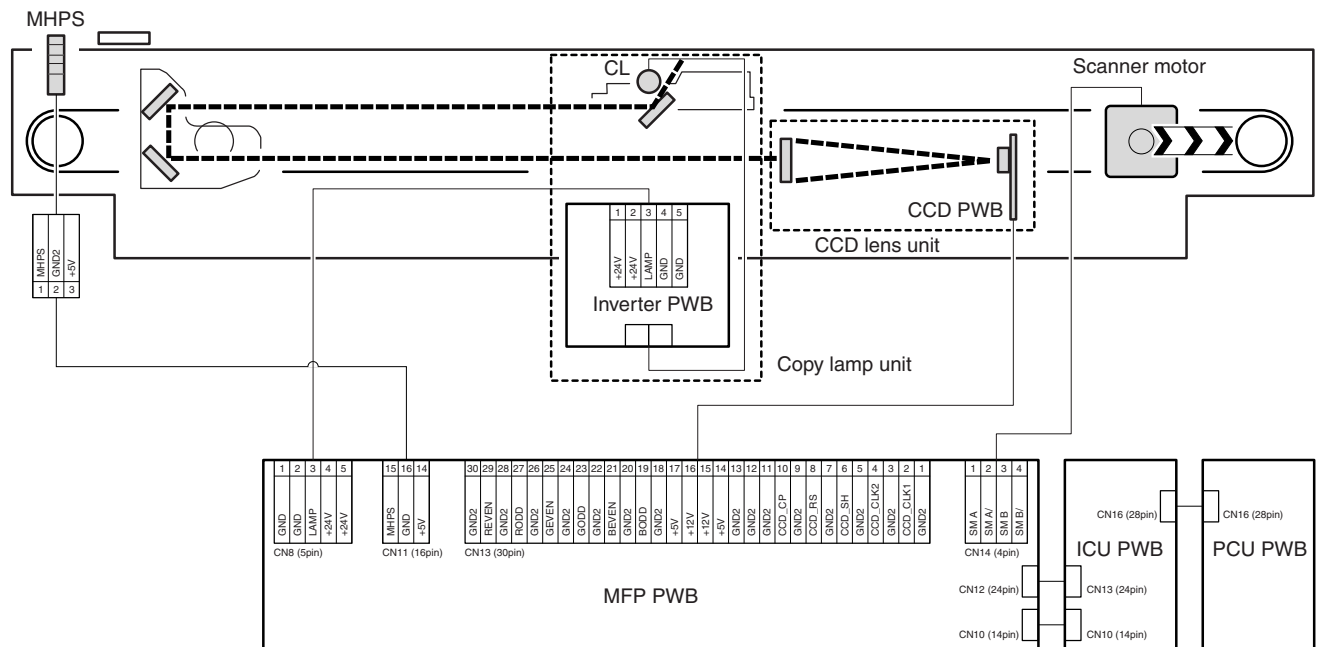 MHPS
CL
Scanner motor
CCD PWB
CCD lens unit
1 2 3 4 5
+24V
+24V
LAMP
GND
GND
Inverter PWB
Copy lamp unit
MHPS
GND2
+5V
1 2 3
1 2 3 4 5
GND
GND
LAMP
+24V
+24V
CN8 (5pin)
15 16 14
MHPS
GND
+5V
CN11 (16pin)
30 29 28 27 26 25 24 23 22 21 20 19 18 17 16 15 14 13 12 11 10 9 8 7 6 5 4 3 2 1
GND2
REVEN
GND2
RODD
GND2
GEVEN
GND2
GODD
GND2
BEVEN
GND2
BODD
GND2
+5V
+12V
+12V
+5V
GND2
GND2
GND2
CCD_CP
GND2
CCD_RS
GND2
CCD_SH
GND2
CCD_CLK2
GND2
CCD_CLK1
GND2
CN13 (30pin)
1 2 3 4
SM A
SM A/
SM B
SM B/
CN14 (4pin)
MFP PWB
CN12 (24pin)
CN10 (14pin)
CN16 (28pin)
ICU PWB
CN13 (24pin)
CN10 (14pin)
CN16 (28pin)
PCU PWB